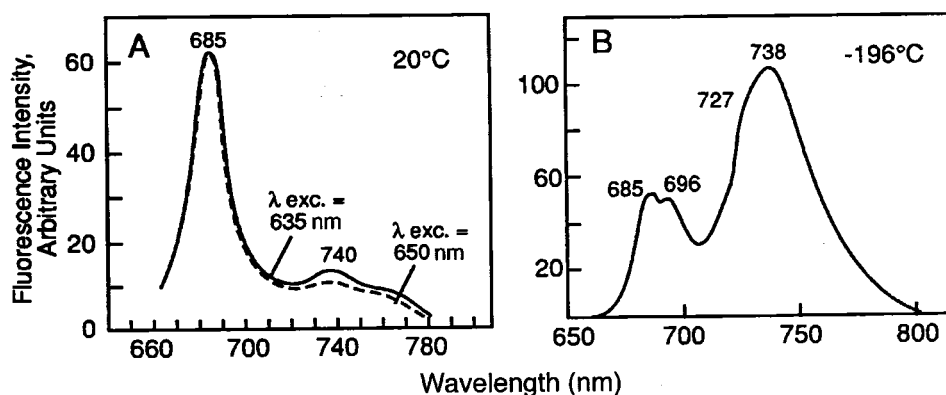 Fluorescence Intensity,
Arbitrary Units
A
685
20°C
60
40
20
0
λ exc. =
635 nm
740
λ exc. =
650 nm
660
700
740
780
B
738
-196°C
727
685
696
100
60
20
650
700
750
800
Wavelength (nm)